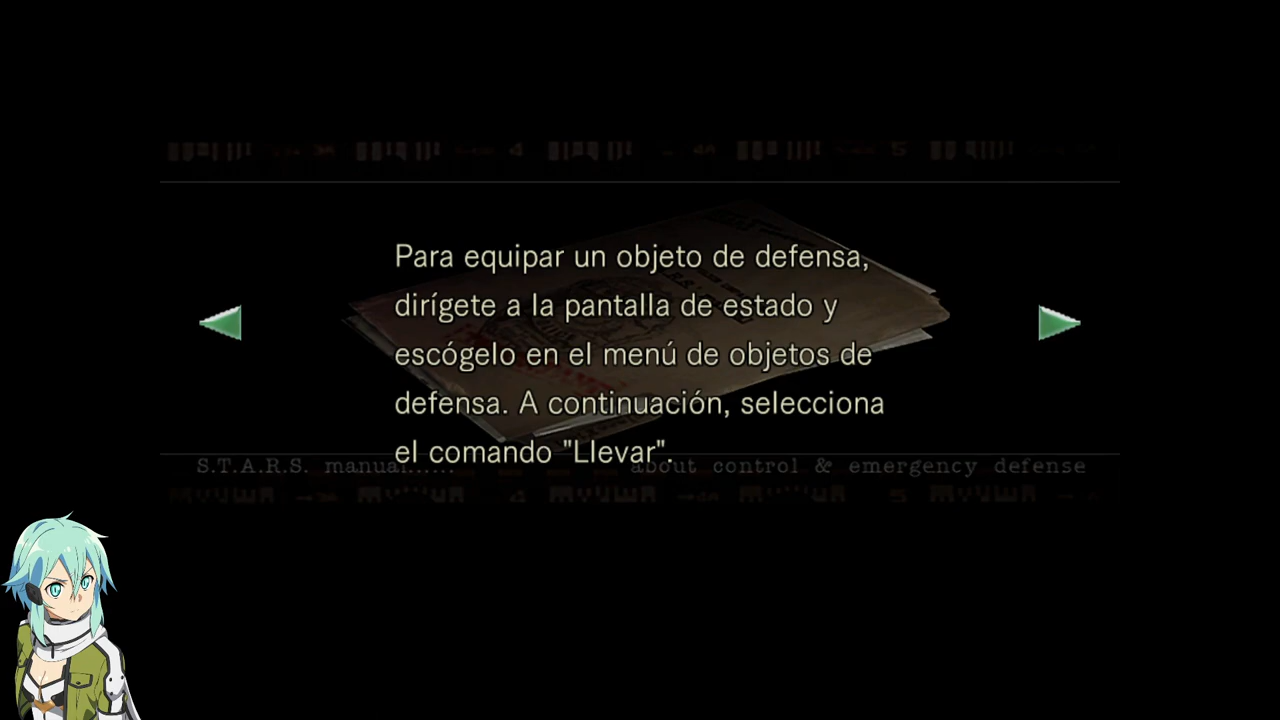 Para equipar un objeto de defensa,
dirígete a la pantalla de estado y
escógelo en el menú de objetos de
defensa. A continuación, selecciona
el comando "Llevar".
S.T.A.R.S. manual...... about control & emergency defense